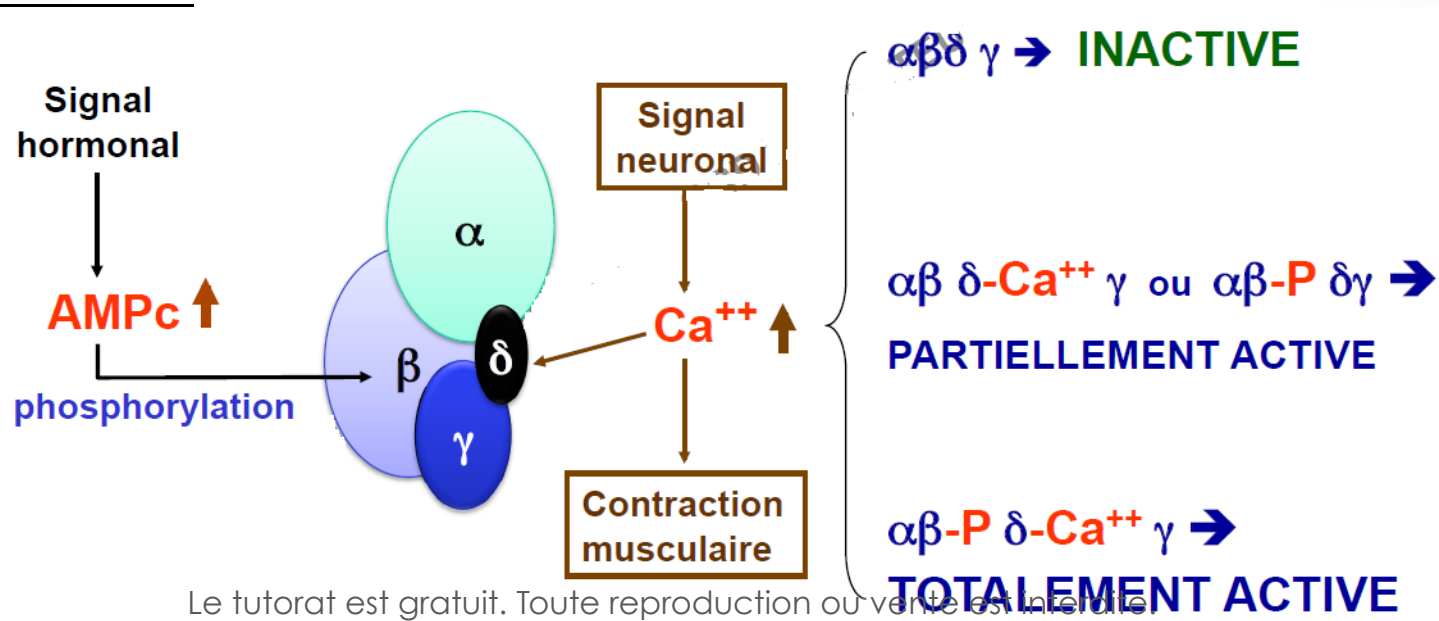 Signal
hormonal
AMPc
phosphorylation
α
β
δ
γ
Signal
neuronal
Ca++
Contraction
musculaire
αβδ γ ➔ INACTIVE
αβ δ-Ca++ γ ou αβ-P δγ ➔
PARTIELLEMENT ACTIVE
αβ-P δ-Ca++ γ ➔
TOTALEMENT ACTIVE
Le tutorat est gratuit. Toute reproduction ou vente est interdite.